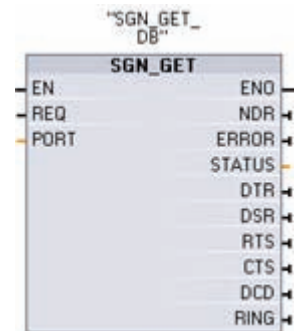 "SGN_GET_
DB"
SGN_GET
EN ENO
REQ NDR
PORT ERROR
STATUS
DTR
DSR
RTS
CTS
DCD
RING